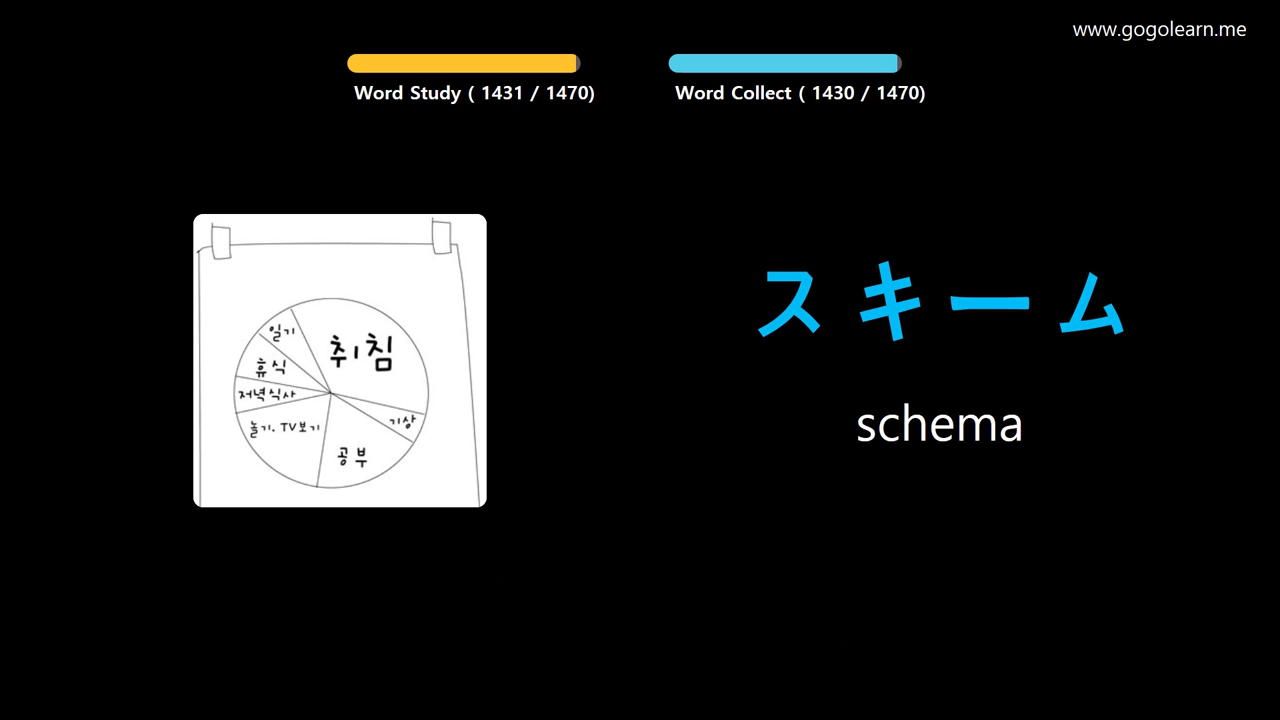 www.gogolearn.me
Word Study ( 1431 / 1470)
Word Collect ( 1430 / 1470)
일기
취침
휴식
저녁식사
기상
놀기. TV보기
공부
スキーム
schema